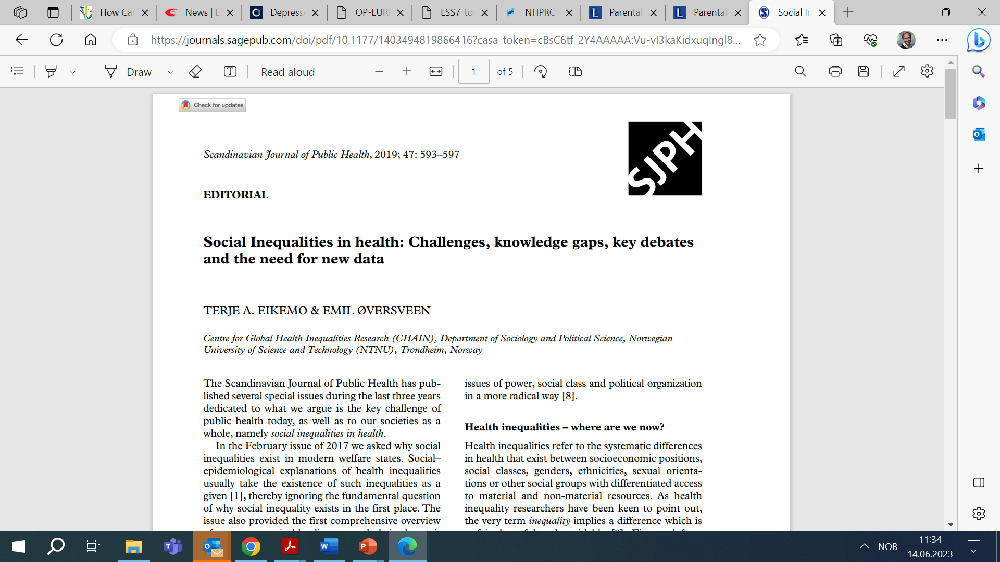 How Ca
News | E
Depress
OP-EUR
ESS7_to
NHPRC
Parental
Parental
Social In
https://journals.sagepub.com/doi/pdf/10.1177/1403494819866416?casa_token=cBsC6tf_2Y4AAAAA:Vu-vI3kaKidxuqIngl8...
Draw
Read aloud
1
of 5
Check for updates
Scandinavian Journal of Public Health, 2019; 47: 593–597
SJPH
EDITORIAL
Social Inequalities in health: Challenges, knowledge gaps, key debates
and the need for new data
TERJE A. EIKEMO & EMIL ØVERSVEEN
Centre for Global Health Inequalities Research (CHAIN), Department of Sociology and Political Science, Norwegian
University of Science and Technology (NTNU), Trondheim, Norway
The Scandinavian Journal of Public Health has pub-
lished several special issues during the last three years
dedicated to what we argue is the key challenge of
public health today, as well as to our societies as a
whole, namely social inequalities in health.
In the February issue of 2017 we asked why social
inequalities exist in modern welfare states. Social–
epidemiological explanations of health inequalities
usually take the existence of such inequalities as a
given [1], thereby ignoring the fundamental question
of why social inequality exists in the first place. The
issue also provided the first comprehensive overview
issues of power, social class and political organization
in a more radical way [8].
Health inequalities – where are we now?
Health inequalities refer to the systematic differences
in health that exist between socioeconomic positions,
social classes, genders, ethnicities, sexual orienta-
tions or other social groups with differentiated access
to material and non-material resources. As health
inequality researchers have been keen to point out,
the very term inequality implies a difference which is
NOB
11:34
14.06.2023